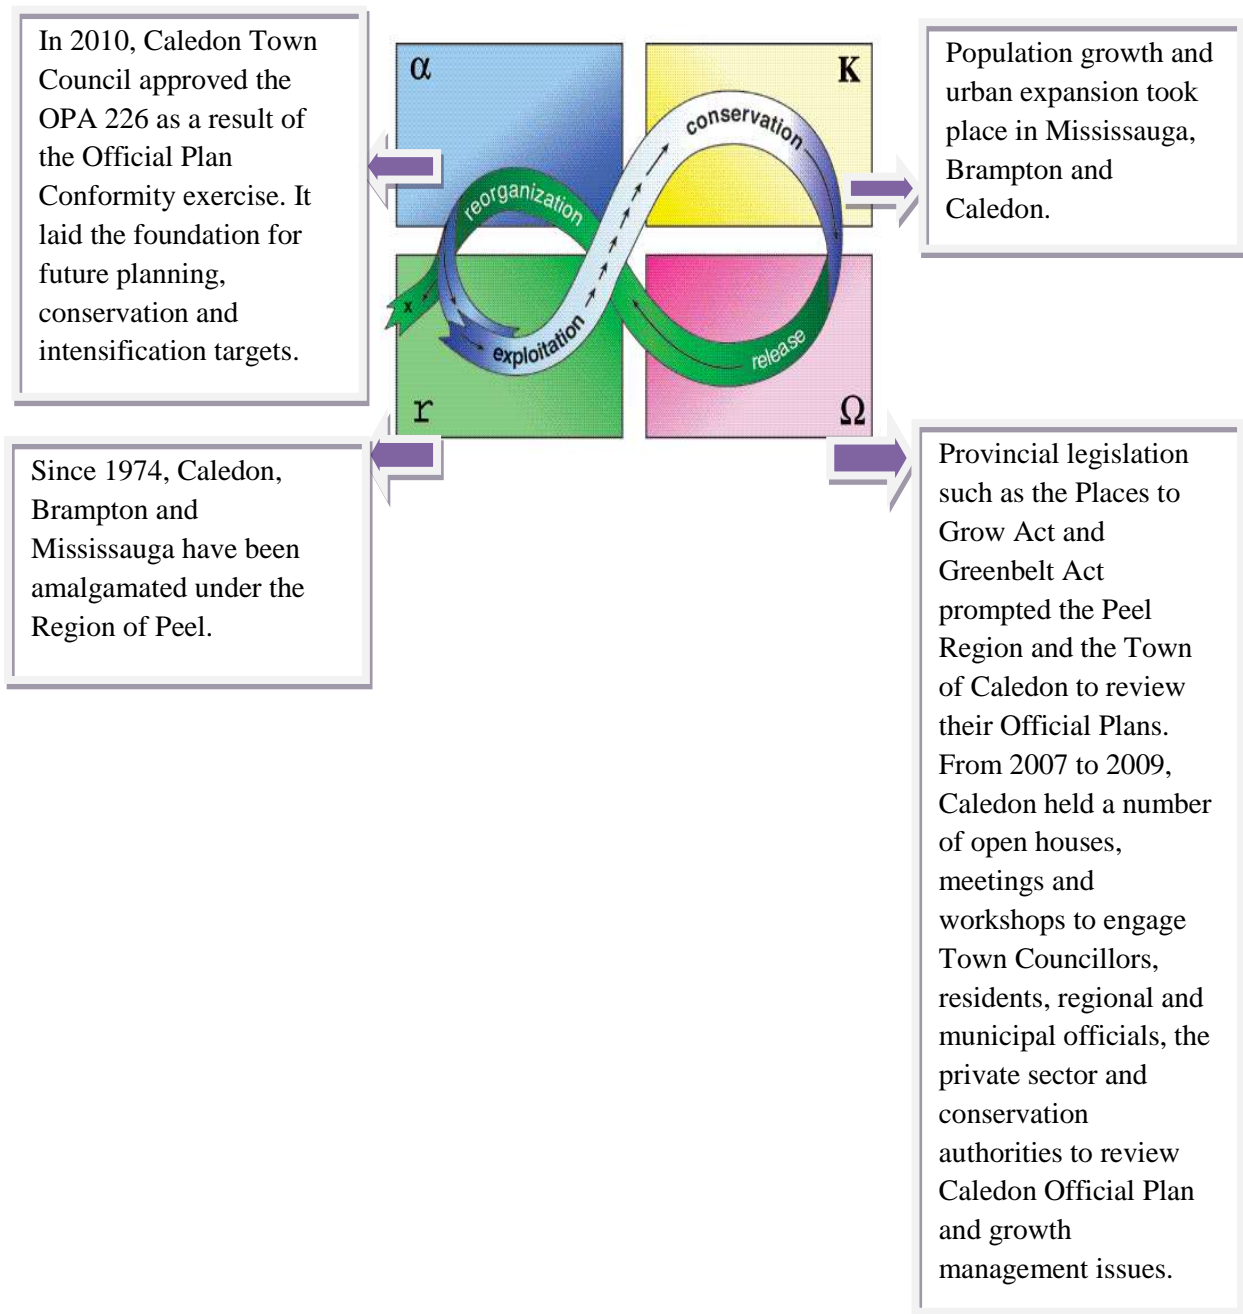 In 2010, Caledon Town
Council approved the
OPA 226 as a result of
the Official Plan
Conformity exercise. It
laid the foundation for
future planning,
conservation and
intensification targets.
α
K
conservation
reorganization
x
exploitation
release
r
Ω
Population growth and
urban expansion took
place in Mississauga,
Brampton and
Caledon.
Since 1974, Caledon,
Brampton and
Mississauga have been
amalgamated under the
Region of Peel.
Provincial legislation
such as the Places to
Grow Act and
Greenbelt Act
prompted the Peel
Region and the Town
of Caledon to review
their Official Plans.
From 2007 to 2009,
Caledon held a number
of open houses,
meetings and
workshops to engage
Town Councillors,
residents, regional and
municipal officials, the
private sector and
conservation
authorities to review
Caledon Official Plan
and growth
management issues.